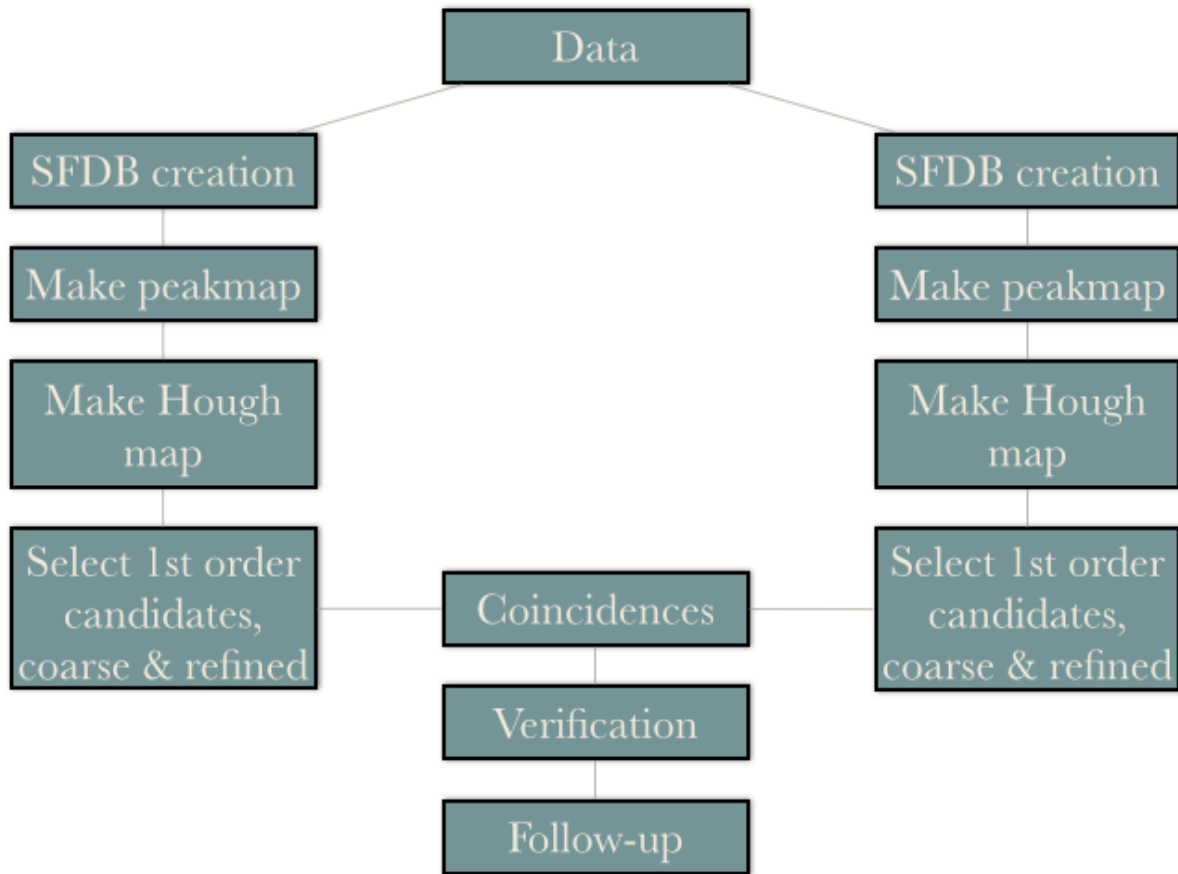 Data
SFDB creation
SFDB creation
Make peakmap
Make peakmap
Make Hough
map
Make Hough
map
Select 1st order
candidates,
coarse & refined
Coincidences
Select 1st order
candidates,
coarse & refined
Verification
Follow-up